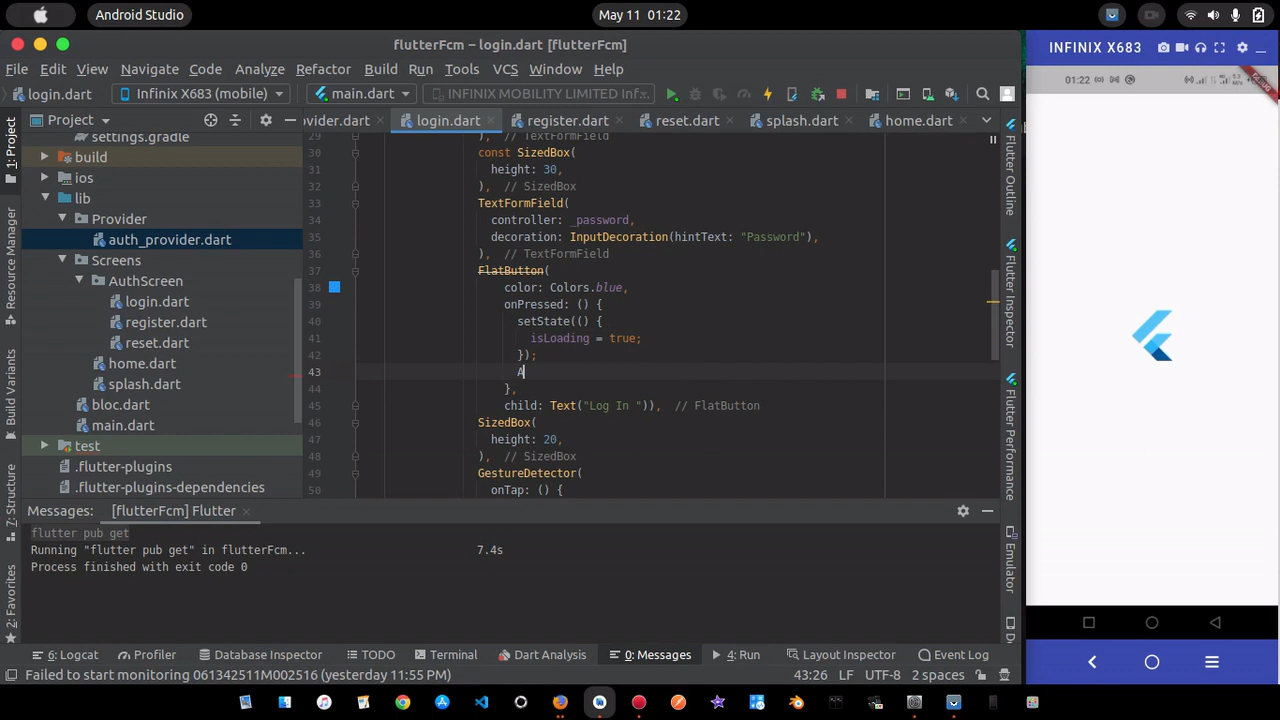 Android Studio
May 11 01:22
flutterFcm – login.dart [flutterFcm]
INFINIX X683
File Edit View Navigate Code Analyze Refactor Build Run Tools VCS Window Help
01:22
login.dart
Infinix X683 (mobile)
main.dart
INFINIX MOBILITY LIMITED Inf...
Project
ovider.dart
login.dart
register.dart
reset.dart
splash.dart
home.dart
settings.gradle
build
ios
lib
Provider
auth_provider.dart
Screens
AuthScreen
login.dart
register.dart
reset.dart
home.dart
splash.dart
bloc.dart
main.dart
test
.flutter-plugins
.flutter-plugins-dependencies
1: Project
Resource Manager
Build Variants
7: Structure
2: Favorites
29 ), // TextFormField
30 const SizedBox(
31 height: 30,
32 ), // SizedBox
33 TextFormField(
34 controller: _password,
35 decoration: InputDecoration(hintText: "Password"),
36 ), // TextFormField
37 FlatButton(
38 color: Colors.blue,
39 onPressed: () {
40 setState(() {
41 isLoading = true;
42 });
43 A
44 },
45 child: Text("Log In ")), // FlatButton
46 SizedBox(
47 height: 20,
48 ), // SizedBox
49 GestureDetector(
50 onTap: () {
Flutter Outline
Flutter Inspector
Flutter Performance
Emulator
D
Messages: [flutterFcm] Flutter
flutter pub get
Running "flutter pub get" in flutterFcm... 7.4s
Process finished with exit code 0
6: Logcat Profiler Database Inspector TODO Terminal Dart Analysis 0: Messages 4: Run Layout Inspector Event Log
Failed to start monitoring 061342511M002516 (yesterday 11:55 PM)
43:26 LF UTF-8 2 spaces